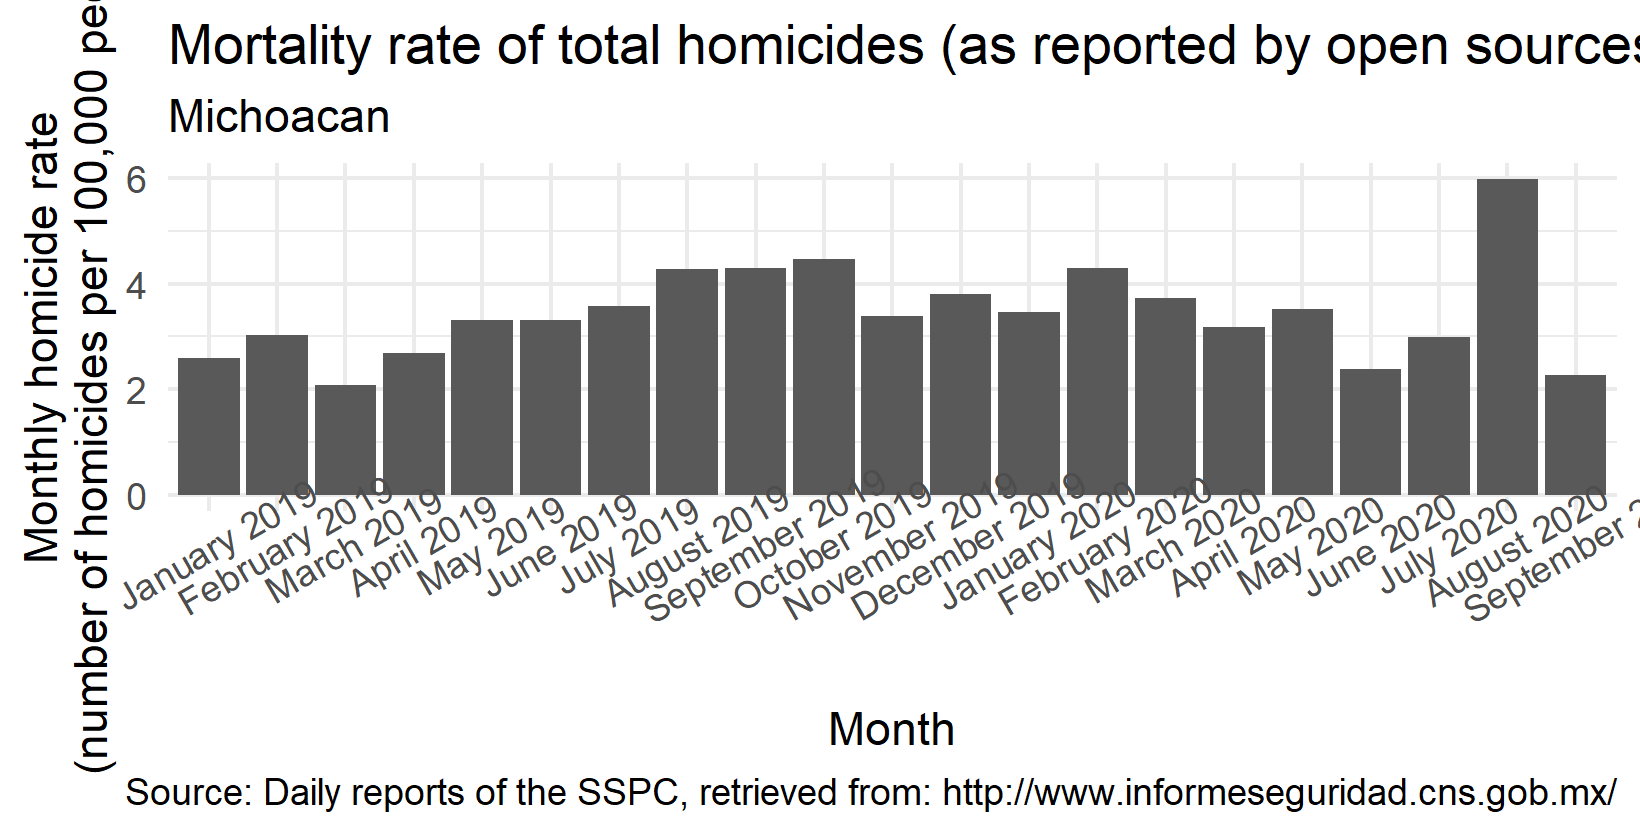 Mortality rate of total homicides (as reported by open sources
Michoacan
Monthly homicide rate
(number of homicides per 100,000
6
4
2
0
January 2019
February 2019
March 2019
April 2019
May 2019
June 2019
July 2019
August 2019
September 2019
October 2019
November 2019
December 2019
January 2020
February 2020
March 2020
April 2020
May 2020
June 2020
July 2020
August 2020
September
Month
Source: Daily reports of the SSPC, retrieved from: http://www.informeseguridad.cns.gob.mx/